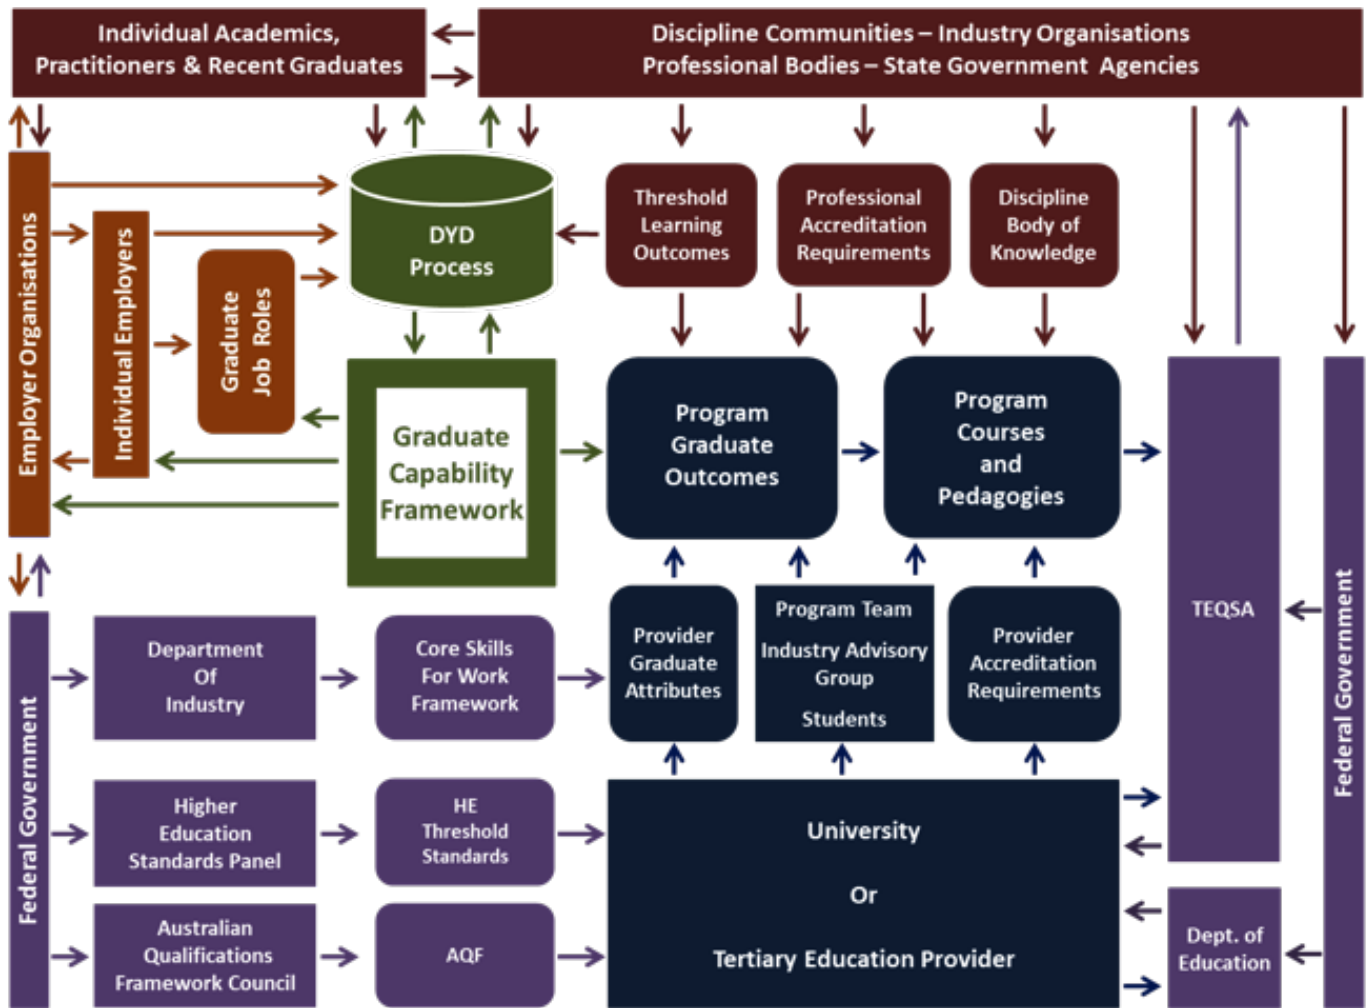 Individual Academics,
Practitioners & Recent Graduates
Discipline Communities – Industry Organisations
Professional Bodies – State Government Agencies
Employer Organisations
Individual Employers
Graduate
Job Roles
DYD
Process
Threshold
Learning
Outcomes
Professional
Accreditation
Requirements
Discipline
Body of
Knowledge
Graduate
Capability
Framework
Program
Graduate
Outcomes
Program
Courses
and
Pedagogies
TEQSA
Federal Government
Federal Government
Department
Of
Industry
Core Skills
For Work
Framework
Provider
Graduate
Attributes
Program Team
Industry Advisory
Group
Students
Provider
Accreditation
Requirements
Higher
Education
Standards Panel
HE
Threshold
Standards
University
Or
Tertiary Education Provider
Australian
Qualifications
Framework Council
AQF
Dept. of
Education